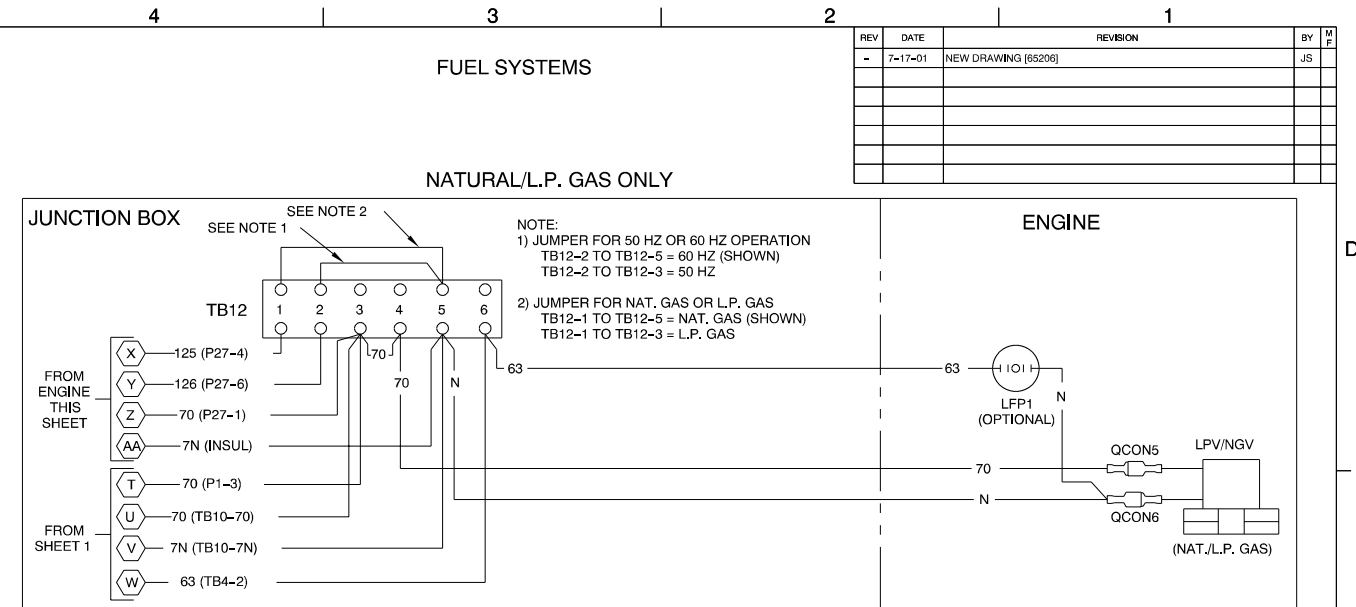 4 3 2 1
REV DATE REVISION BY MF
- 7-17-01 NEW DRAWING [65206] JS
FUEL SYSTEMS
NATURAL/L.P. GAS ONLY
D
JUNCTION BOX
SEE NOTE 1
SEE NOTE 2
NOTE:
1) JUMPER FOR 50 HZ OR 60 HZ OPERATION
TB12-2 TO TB12-5 = 60 HZ (SHOWN)
TB12-2 TO TB12-3 = 50 HZ
2) JUMPER FOR NAT. GAS OR L.P. GAS
TB12-1 TO TB12-5 = NAT. GAS (SHOWN)
TB12-1 TO TB12-3 = L.P. GAS
ENGINE
TB12 1 2 3 4 5 6
FROM
ENGINE
THIS
SHEET
X 125 (P27-4)
Y 126 (P27-6)
Z 70 (P27-1)
AA 7N (INSUL)
FROM
SHEET 1
T 70 (P1-3)
U 70 (TB10-70)
V 7N (TB10-7N)
W 63 (TB4-2)
70
70
N
63
63
N
LFP1
(OPTIONAL)
70
N
QCON5
QCON6
LPV/NGV
(NAT./L.P. GAS)